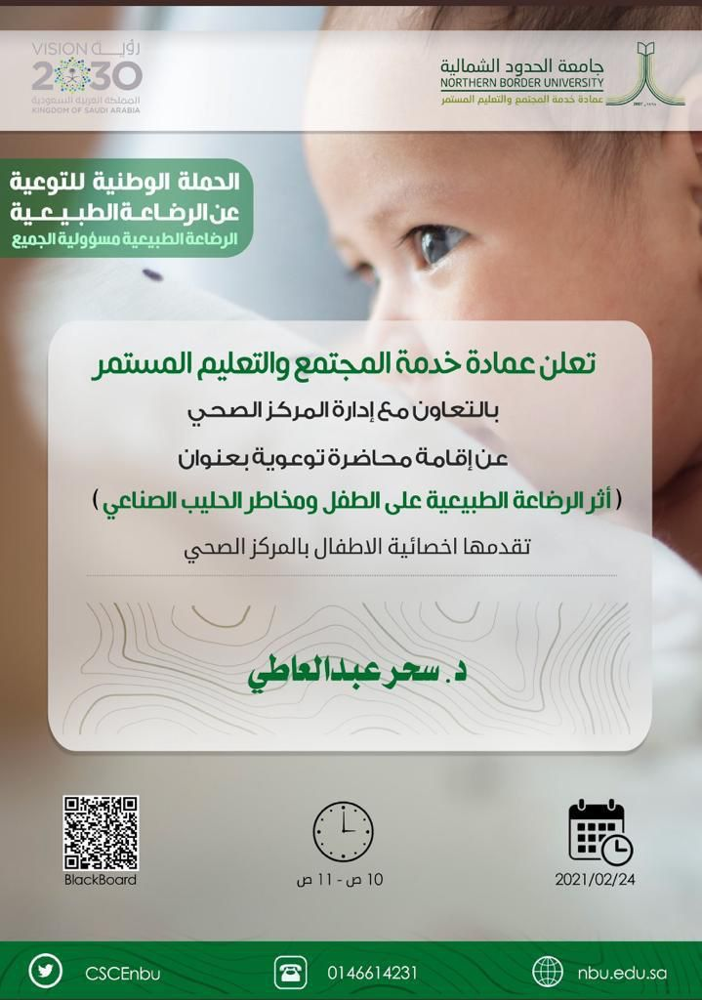 رؤيـــة VISION
2030
المملكة العربية السعودية
KINGDOM OF SAUDI ARABIA
جامعة الحدود الشمالية
NORTHERN BORDER UNIVERSITY
عمادة خدمة المجتمع والتعليم المستمر
الحملة الوطنية للتوعية
عن الرضاعـة الطبـيـعـيـة
الرضاعة الطبيعية مسؤولية الجميع
تعلن عمادة خدمة المجتمع والتعليم المستمر
بالتعاون مع إدارة المركز الصحي
عن إقامة محاضرة توعوية بعنوان
( أثر الرضاعة الطبيعية على الطفل ومخاطر الحليب الصناعي )
تقدمها اخصائية الاطفال بالمركز الصحي
د. سحر عبدالعاطي
2021/02/24
10 ص - 11 ص
BlackBoard
nbu.edu.sa
0146614231
CSCEnbu